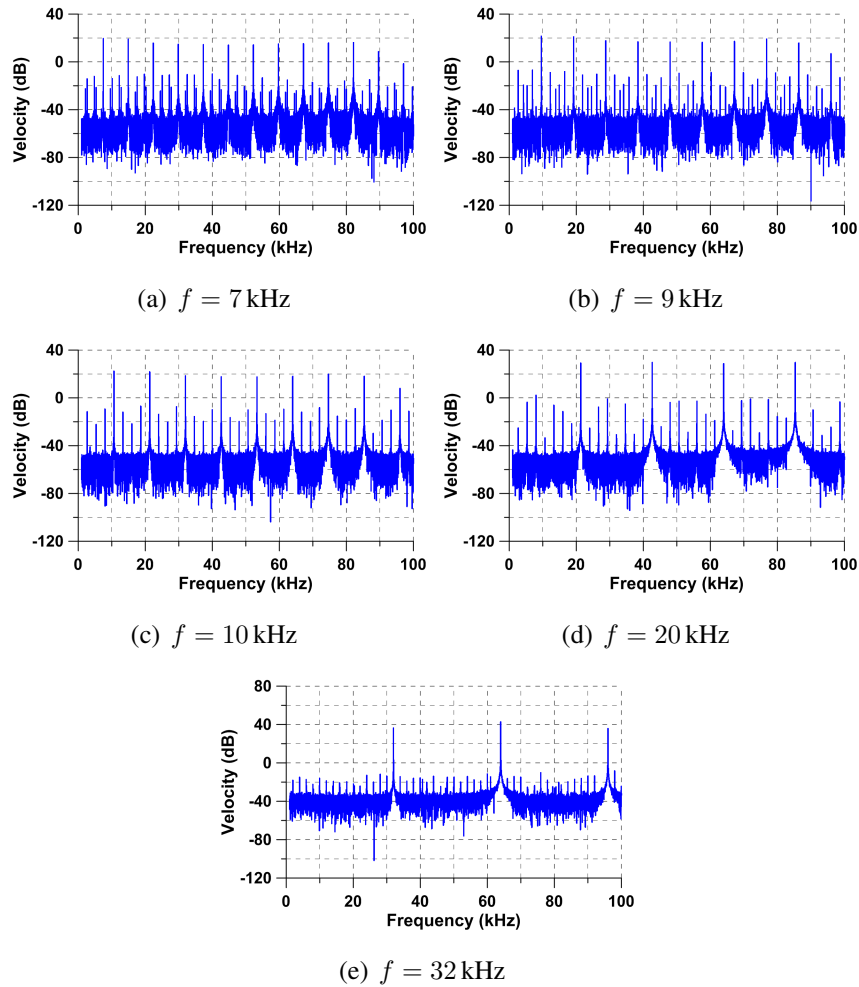 40
0
-40
-80
-120
Velocity (dB)
0 20 40 60 80 100
Frequency (kHz)
(a) f = 7 kHz
40
0
-40
-80
-120
Velocity (dB)
0 20 40 60 80 100
Frequency (kHz)
(b) f = 9 kHz
40
0
-40
-80
-120
Velocity (dB)
0 20 40 60 80 100
Frequency (kHz)
(c) f = 10 kHz
40
0
-40
-80
-120
Velocity (dB)
0 20 40 60 80 100
Frequency (kHz)
(d) f = 20 kHz
80
40
0
-40
-80
-120
Velocity (dB)
0 20 40 60 80 100
Frequency (kHz)
(e) f = 32 kHz